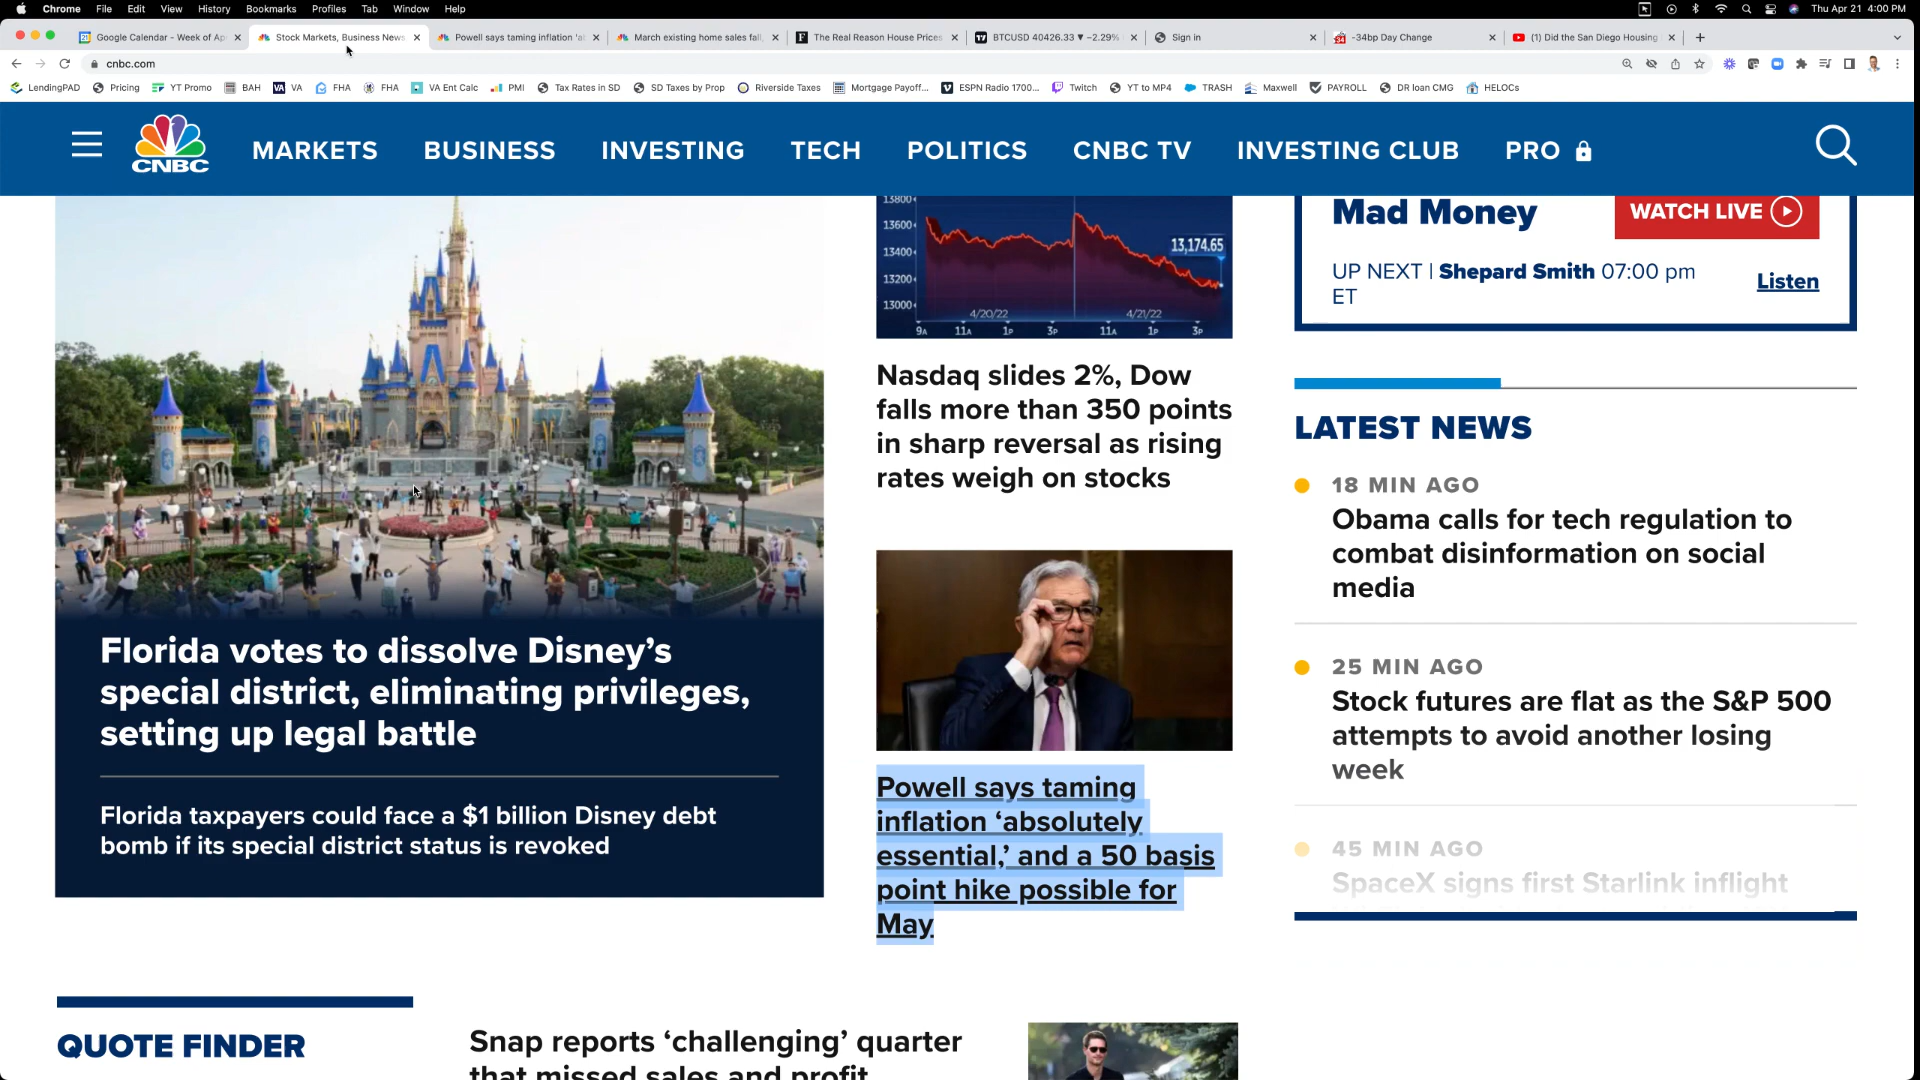 Chrome File Edit View History Bookmarks Profiles Tab Window Help Thu Apr 21 4:00 PM
Google Calendar - Week of Ap Stock Markets, Business News Powell says taming inflation 'a March existing home sales fall, The Real Reason House Prices BTCUSD 40426.33 ▼ −2.29% Sign in -34bp Day Change (1) Did the San Diego Housing
cnbc.com
LendingPAD Pricing YT Promo BAH VA FHA FHA VA Ent Calc PMI Tax Rates in SD SD Taxes by Prop Riverside Taxes Mortgage Payoff... ESPN Radio 1700... Twitch YT to MP4 TRASH Maxwell PAYROLL DR loan CMG HELOCs
CNBC MARKETS BUSINESS INVESTING TECH POLITICS CNBC TV INVESTING CLUB PRO
13800
13600
13400
13200
13000
13,174.65
4/20/22 4/21/22
9A 11A 1P 3P 11A 1P 3P
Nasdaq slides 2%, Dow
falls more than 350 points
in sharp reversal as rising
rates weigh on stocks
Powell says taming
inflation ‘absolutely
essential,’ and a 50 basis
point hike possible for
May
Florida votes to dissolve Disney’s
special district, eliminating privileges,
setting up legal battle
Florida taxpayers could face a $1 billion Disney debt
bomb if its special district status is revoked
Mad Money
WATCH LIVE
UP NEXT | Shepard Smith 07:00 pm
ET
Listen
LATEST NEWS
18 MIN AGO
Obama calls for tech regulation to
combat disinformation on social
media
25 MIN AGO
Stock futures are flat as the S&P 500
attempts to avoid another losing
week
45 MIN AGO
SpaceX signs first Starlink inflight
QUOTE FINDER
Snap reports ‘challenging’ quarter
that missed sales and profit